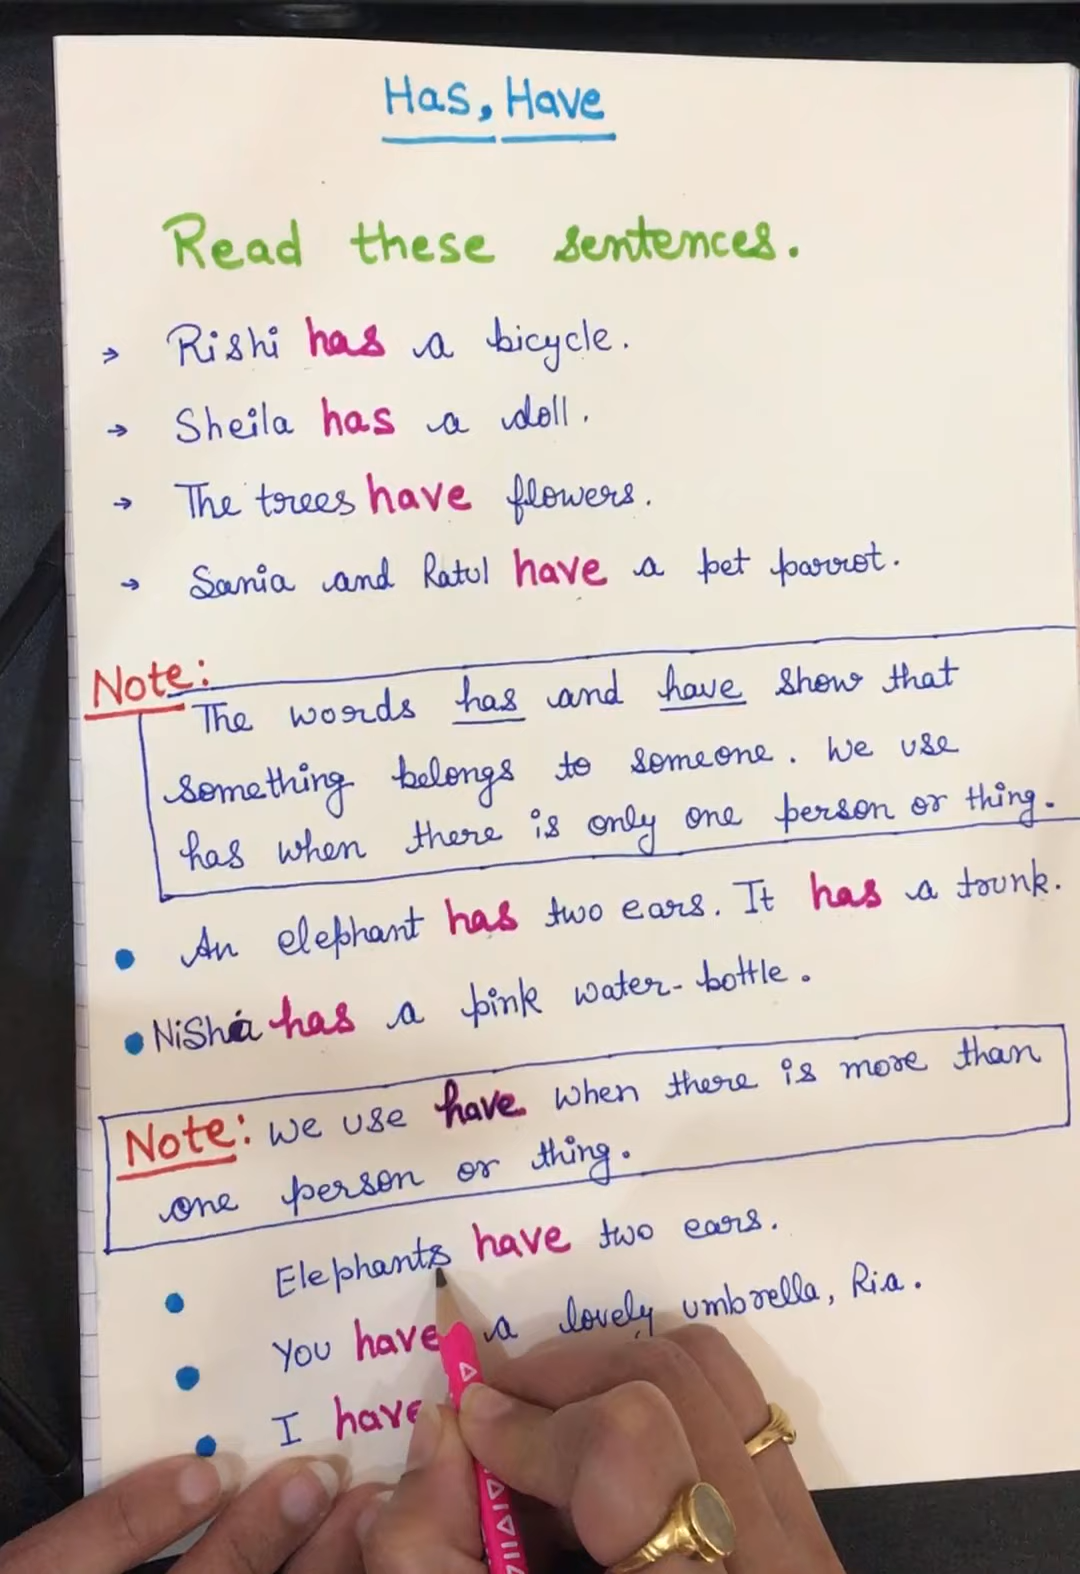 Has, Have
Read these sentences.
→ Rishi has a bicycle.
→ Sheila has a doll.
→ The trees have flowers.
→ Sania and Ratul have a pet parrot.
Note:
The words has and have show that
something belongs to someone. We use
has when there is only one person or thing.
• An elephant has two ears. It has a trunk.
• Nisha has a pink water-bottle.
Note: We use have when there is more than
one person or thing.
• Elephants have two ears.
• You have a lovely umbrella, Ria.
• I have